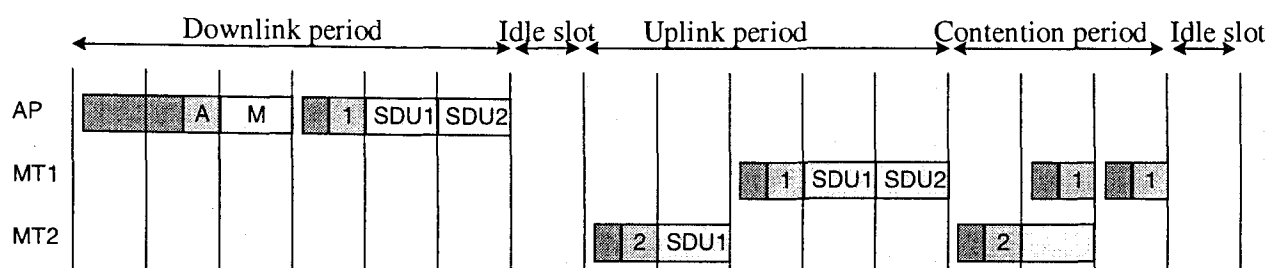 Downlink period Idle slot Uplink period Contention period Idle slot
AP A M 1 SDU1 SDU2
MT1 1 SDU1 SDU2 1 1
MT2 2 SDU1 2